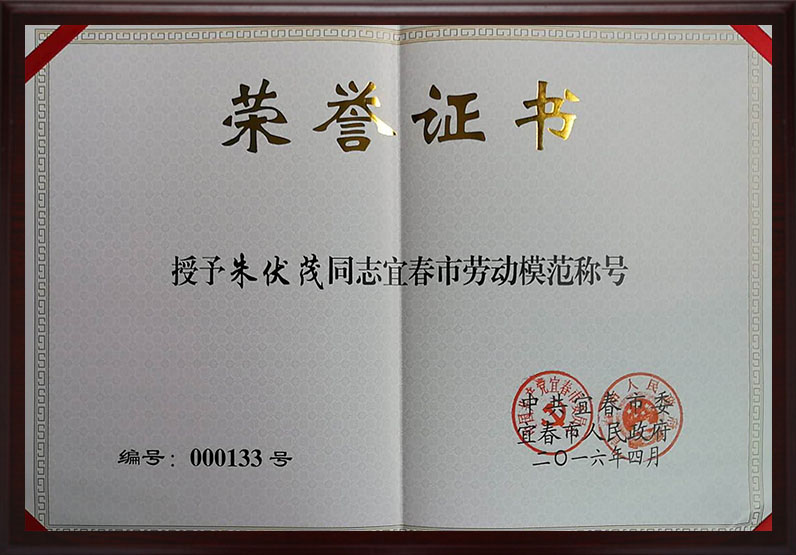 荣誉证书
授予朱伏茂同志宜春市劳动模范称号
中共宜春市委
宜春市人民政府
二〇一六年四月
编号：000133号